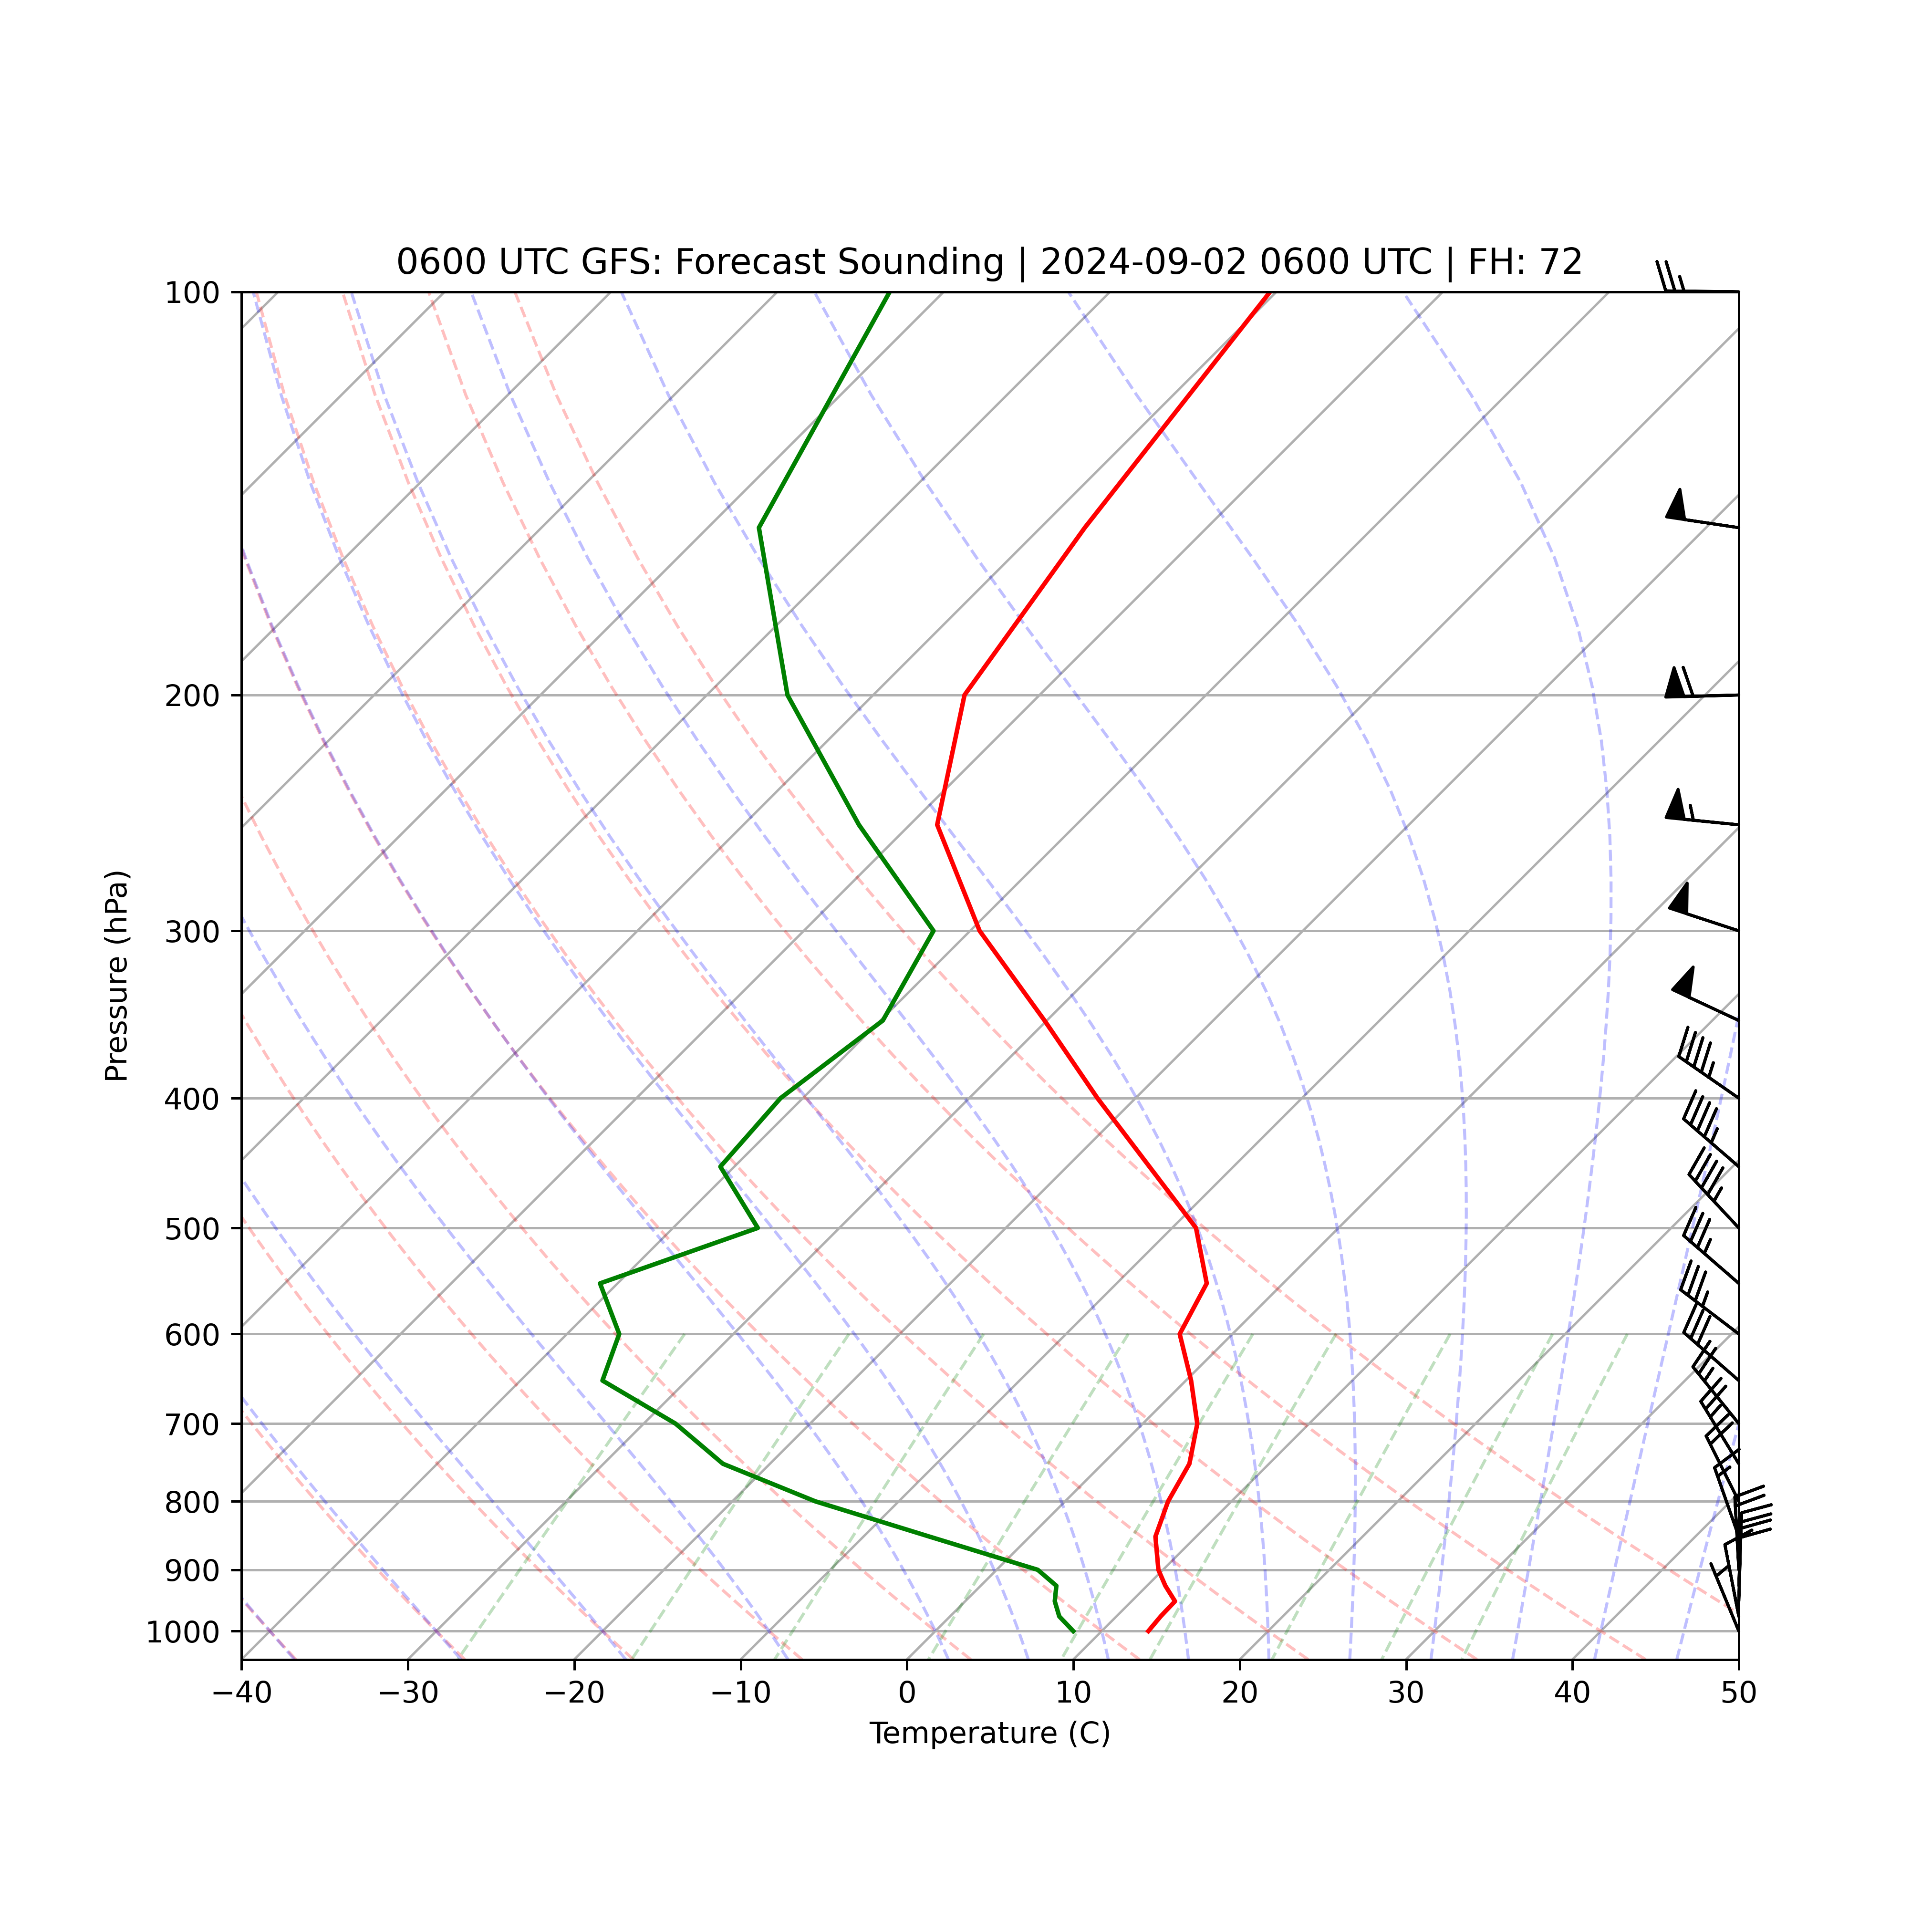 0600 UTC GFS: Forecast Sounding | 2024-09-02 0600 UTC | FH: 72
100
200
300
400
500
600
700
800
900
1000
Pressure (hPa)
−40 −30 −20 −10 0 10 20 30 40 50
Temperature (C)